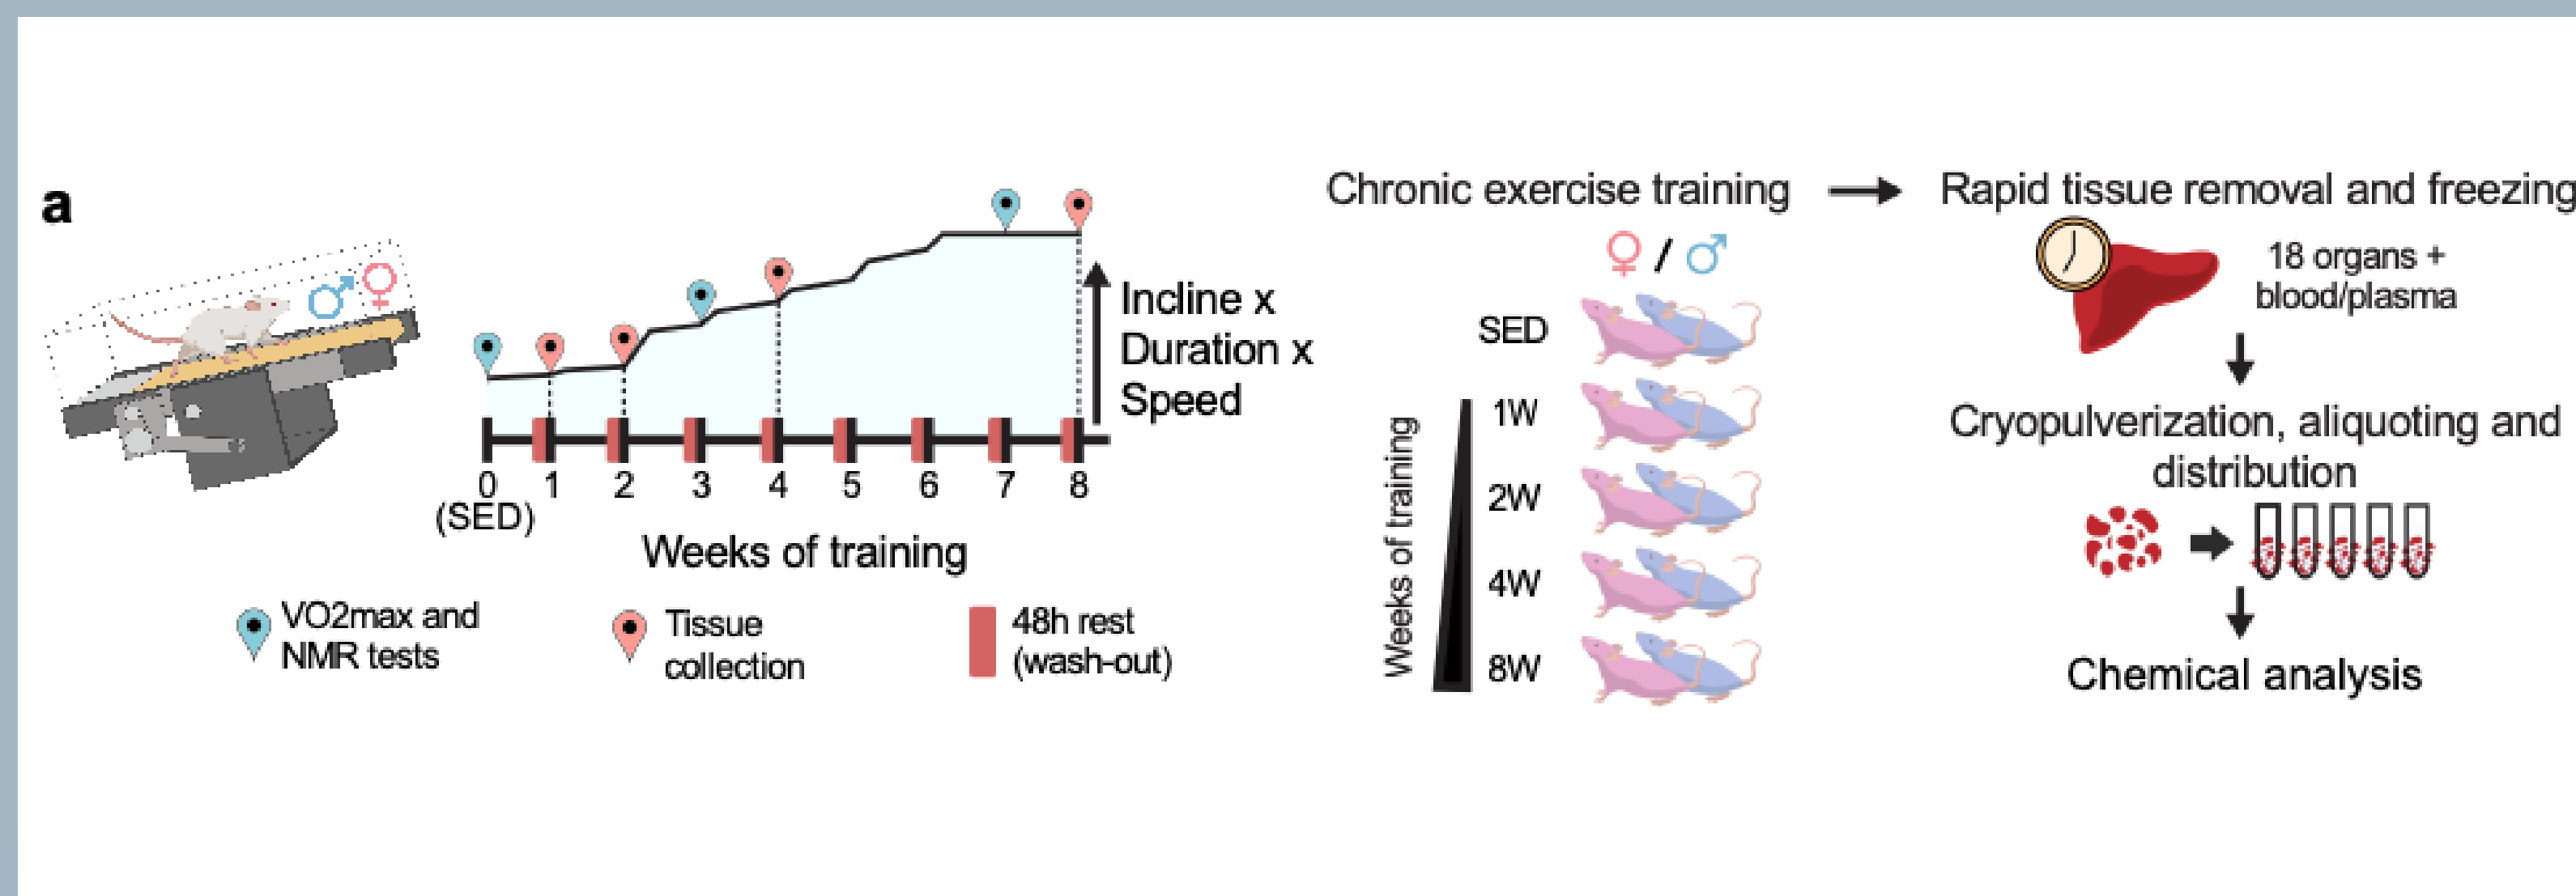 a
Incline x
Duration x
Speed
0
1
2
3
4
5
6
7
8
(SED)
Weeks of training
VO2max and
NMR tests
Tissue
collection
48h rest
(wash-out)
Chronic exercise training
♀ / ♂
SED
1W
2W
4W
8W
Weeks of training
Rapid tissue removal and freezing
18 organs +
blood/plasma
Cryopulverization, aliquoting and
distribution
Chemical analysis